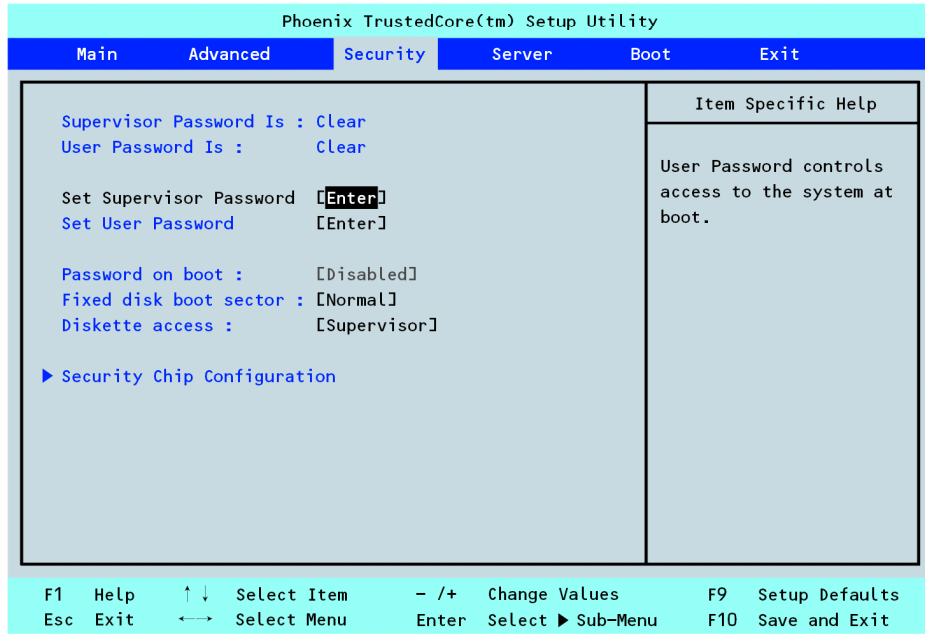 Phoenix TrustedCore(tm) Setup Utility
Main Advanced Security Server Boot Exit
Supervisor Password Is : Clear
User Password Is : Clear
Set Supervisor Password [Enter]
Set User Password [Enter]
Password on boot : [Disabled]
Fixed disk boot sector : [Normal]
Diskette access : [Supervisor]
▶ Security Chip Configuration
Item Specific Help
User Password controls
access to the system at
boot.
F1 Help ↑ ↓ Select Item − /+ Change Values F9 Setup Defaults
Esc Exit ←→ Select Menu Enter Select ▶ Sub−Menu F10 Save and Exit